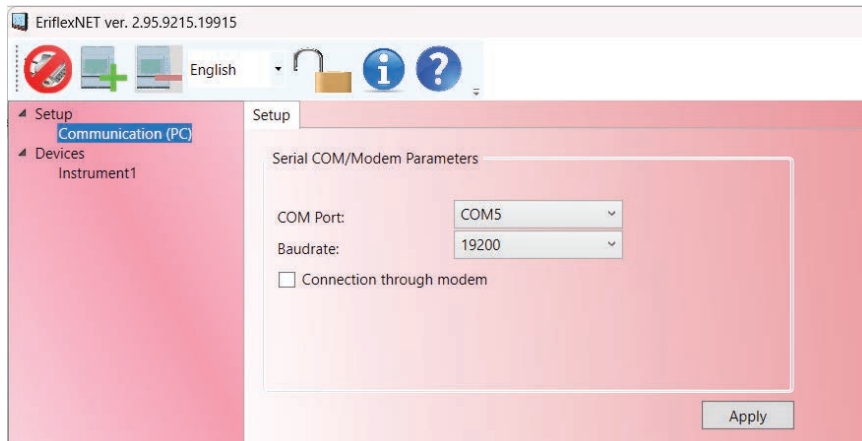 EriflexNET ver. 2.95.9215.19915
English
Setup
Communication (PC)
Devices
Instrument1
Setup
Serial COM/Modem Parameters
COM Port: COM5
Baudrate: 19200
Connection through modem
Apply